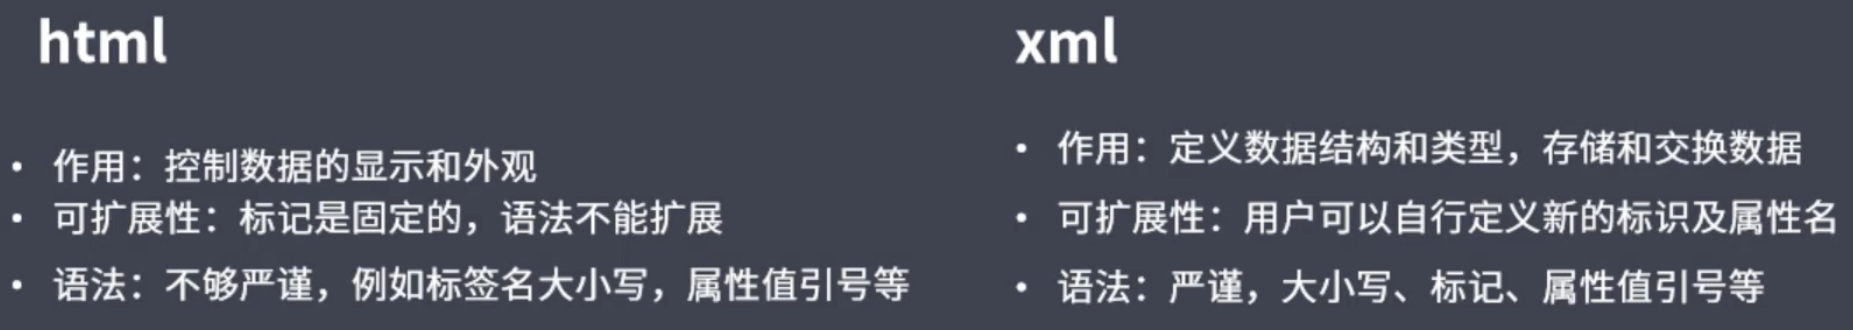 html
• 作用：控制数据的显示和外观
• 可扩展性：标记是固定的，语法不能扩展
• 语法：不够严谨，例如标签名大小写，属性值引号等
xml
• 作用：定义数据结构和类型，存储和交换数据
• 可扩展性：用户可以自行定义新的标识及属性名
• 语法：严谨，大小写、标记、属性值引号等